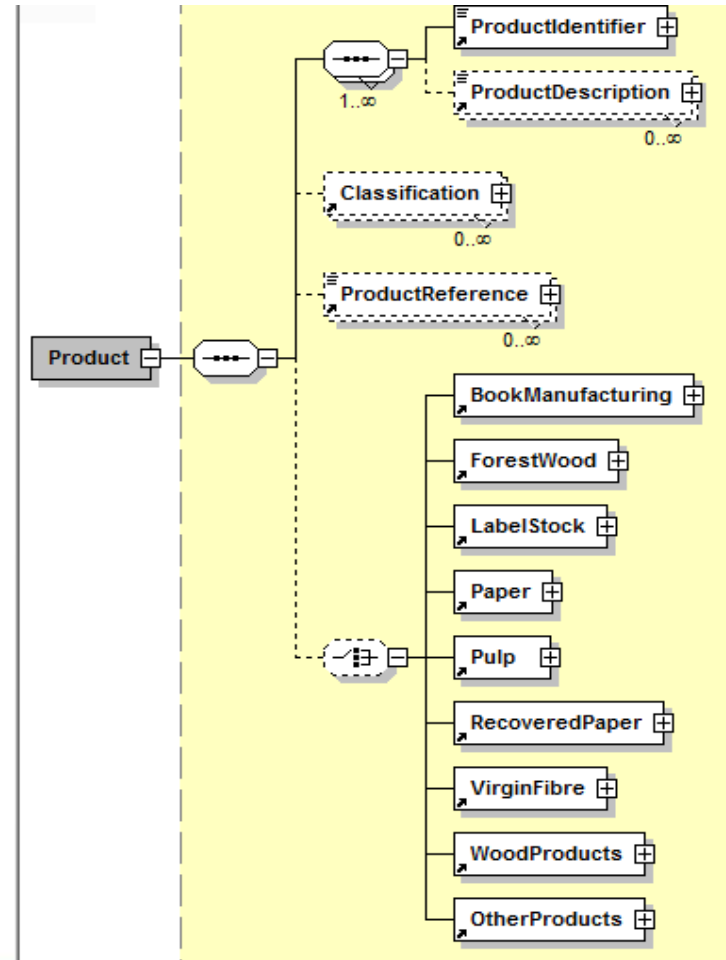 ProductIdentifier
1..∞
ProductDescription
0..∞
Classification
0..∞
ProductReference
0..∞
Product
BookManufacturing
ForestWood
LabelStock
Paper
Pulp
RecoveredPaper
VirginFibre
WoodProducts
OtherProducts